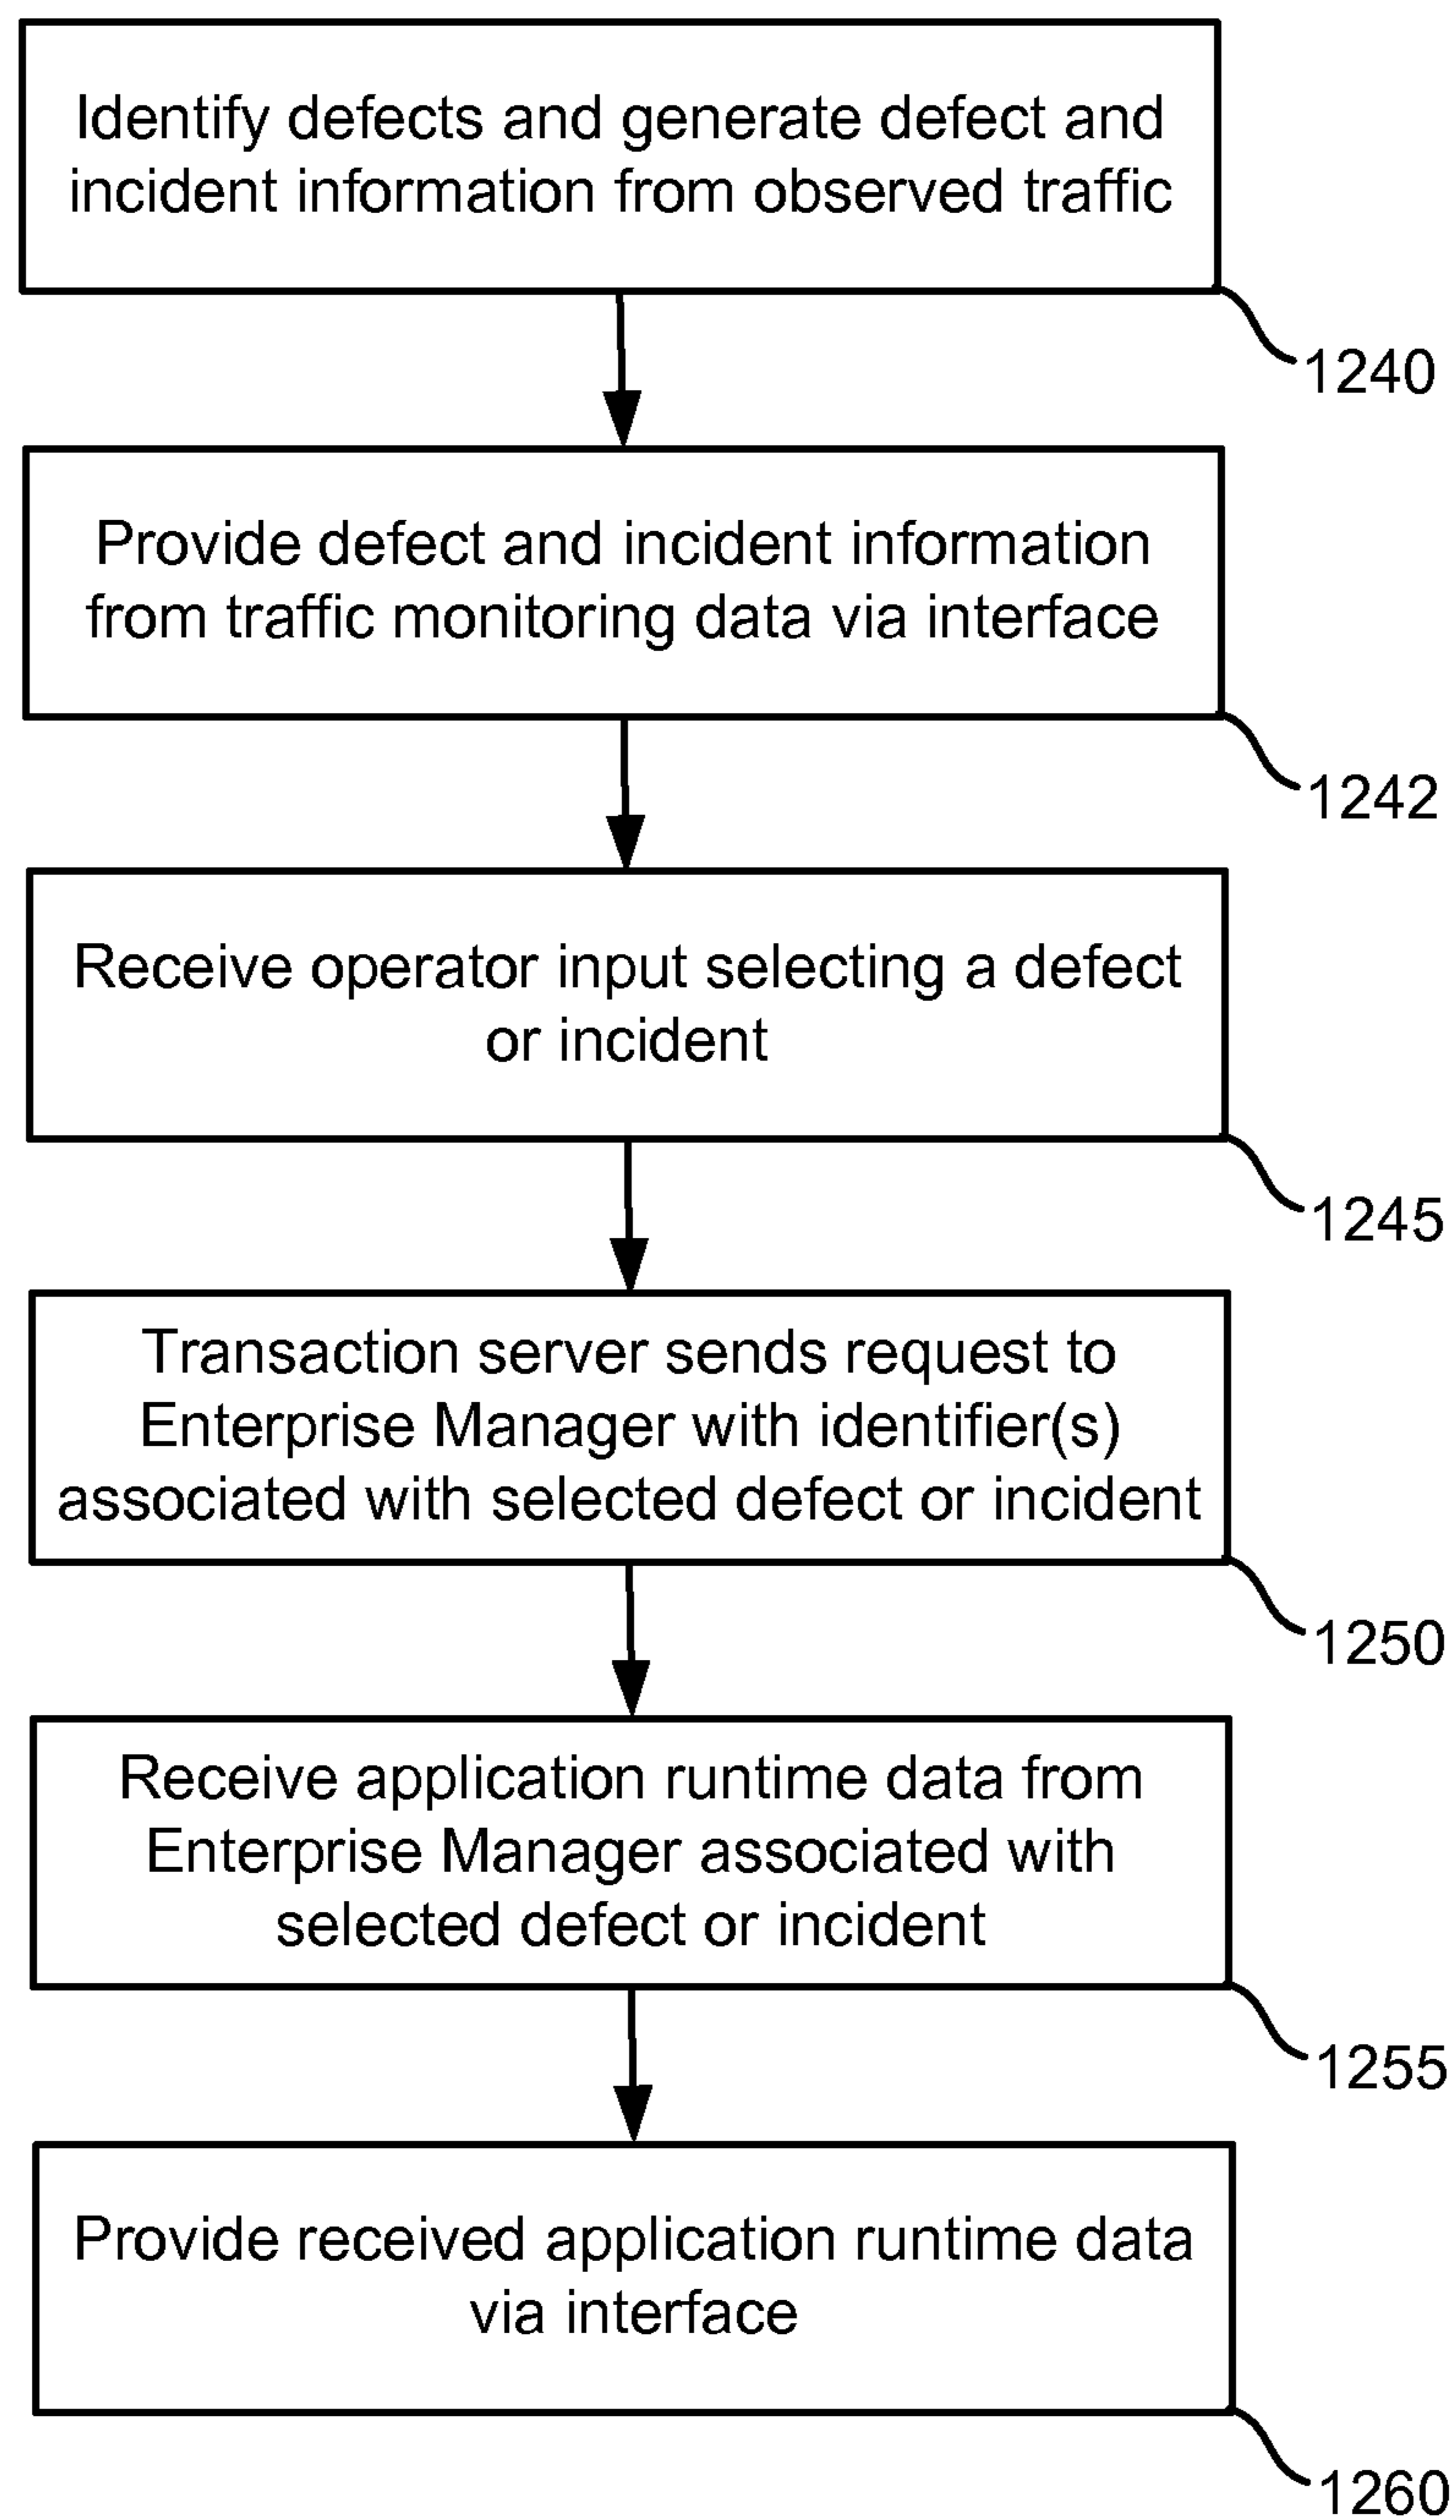 Identify defects and generate defect and
incident information from observed traffic
1240
Provide defect and incident information
from traffic monitoring data via interface
1242
Receive operator input selecting a defect
or incident
1245
Transaction server sends request to
Enterprise Manager with identifier(s)
associated with selected defect or incident
1250
Receive application runtime data from
Enterprise Manager associated with
selected defect or incident
1255
Provide received application runtime data
via interface
1260